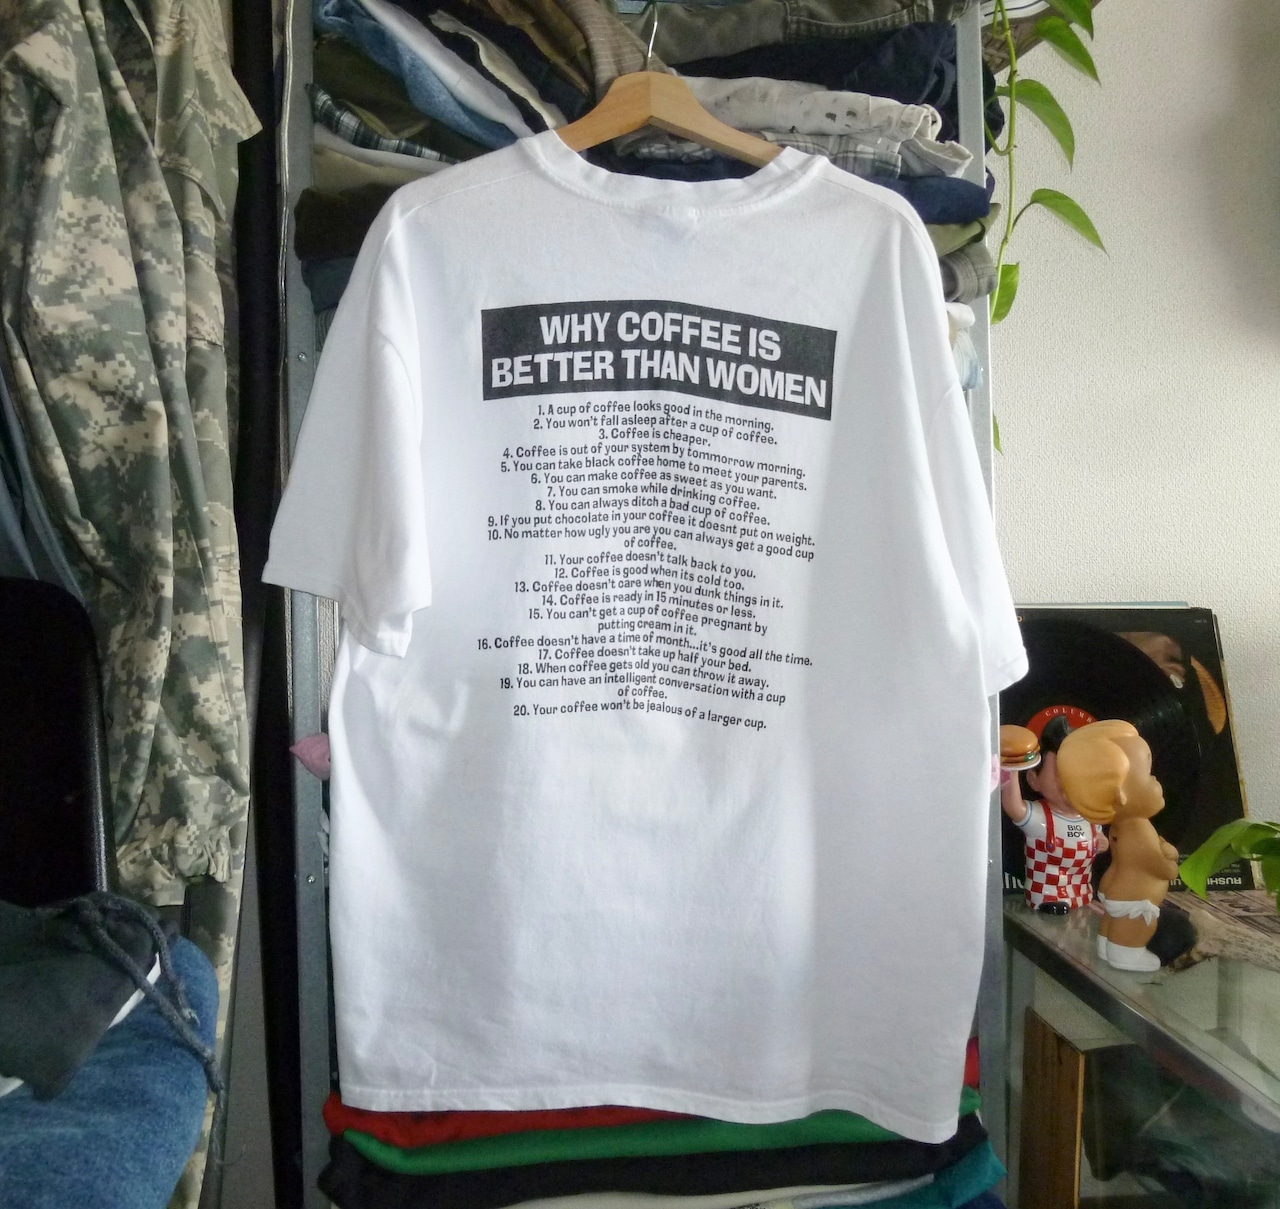 WHY COFFEE IS
BETTER THAN WOMEN
1. A cup of coffee looks good in the morning.
2. You won't fall asleep after a cup of coffee.
3. Coffee is cheaper.
4. Coffee is out of your system by tommorrow morning.
5. You can take black coffee home to meet your parents.
6. You can make coffee as sweet as you want.
7. You can smoke while drinking coffee.
8. You can always ditch a bad cup of coffee.
9. If you put chocolate in your coffee it doesnt put on weight.
10. No matter how ugly you are you can always get a good cup
of coffee.
11. Your coffee doesn't talk back to you.
12. Coffee is good when its cold too.
13. Coffee doesn't care when you dunk things in it.
14. Coffee is ready in 15 minutes or less.
15. You can't get a cup of coffee pregnant by
putting cream in it.
16. Coffee doesn't have a time of month...it's good all the time.
17. Coffee doesn't take up half your bed.
18. When coffee gets old you can throw it away.
19. You can have an intelligent conversation with a cup
of coffee.
20. Your coffee won't be jealous of a larger cup.
BIG
BOY